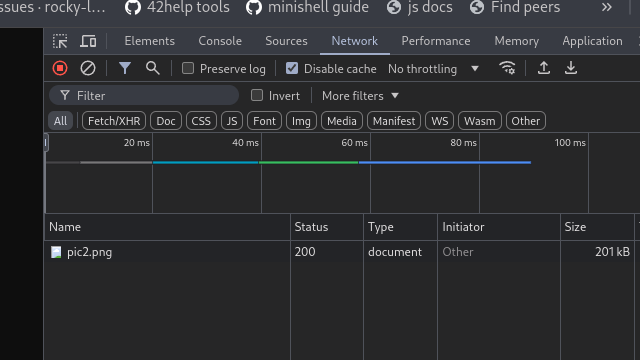 issues · rocky-l... 42help tools minishell guide js docs Find peers »
Elements Console Sources Network Performance Memory Application
Preserve log Disable cache No throttling
Filter Invert More filters
All Fetch/XHR Doc CSS JS Font Img Media Manifest WS Wasm Other
20 ms 40 ms 60 ms 80 ms 100 ms
Name Status Type Initiator Size
pic2.png 200 document Other 201 kB